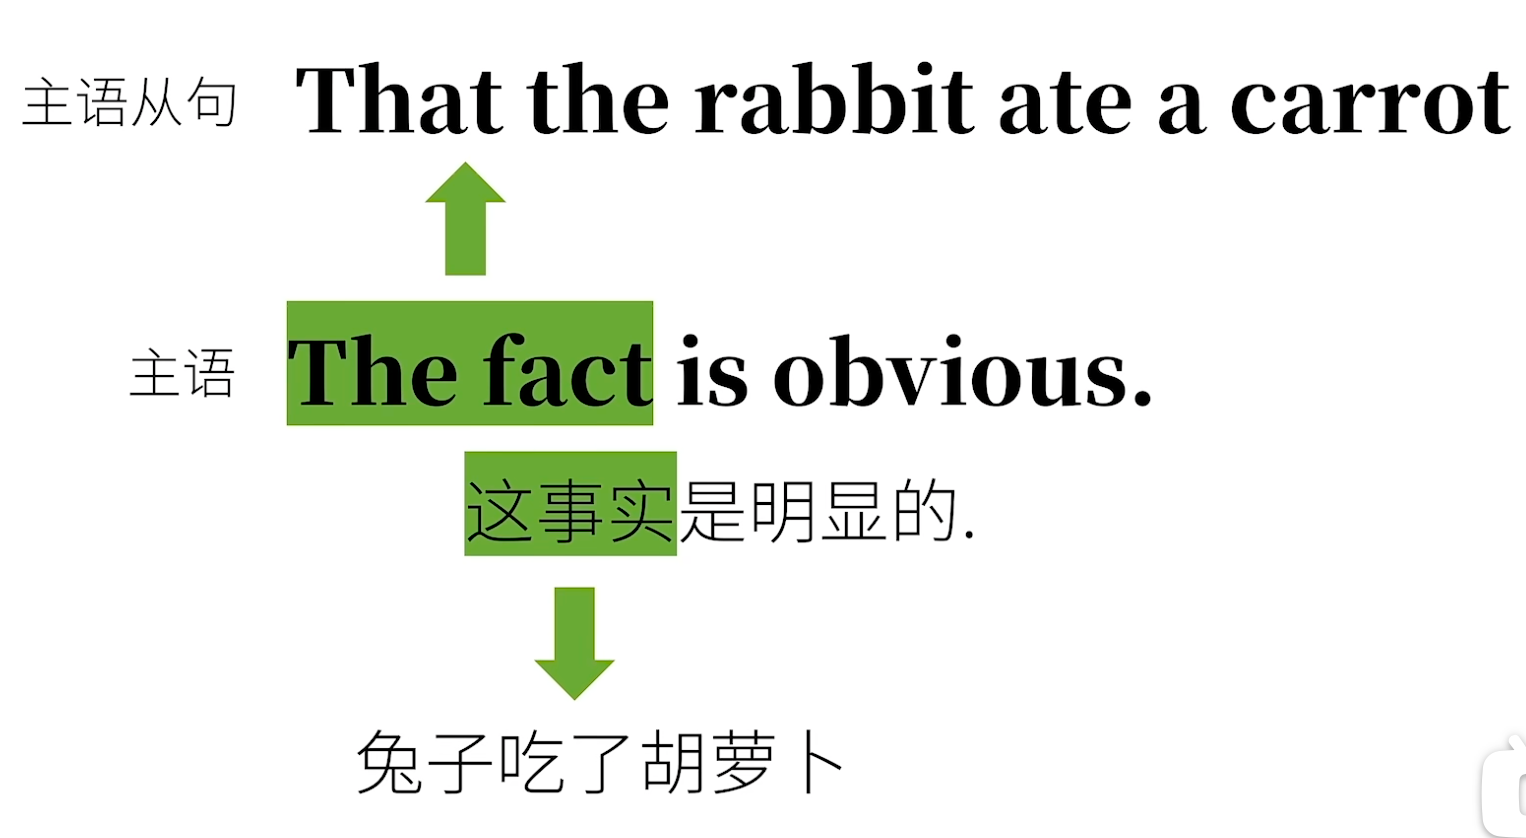 主语从句 That the rabbit ate a carrot
主语 The fact is obvious.
这事实是明显的.
兔子吃了胡萝卜